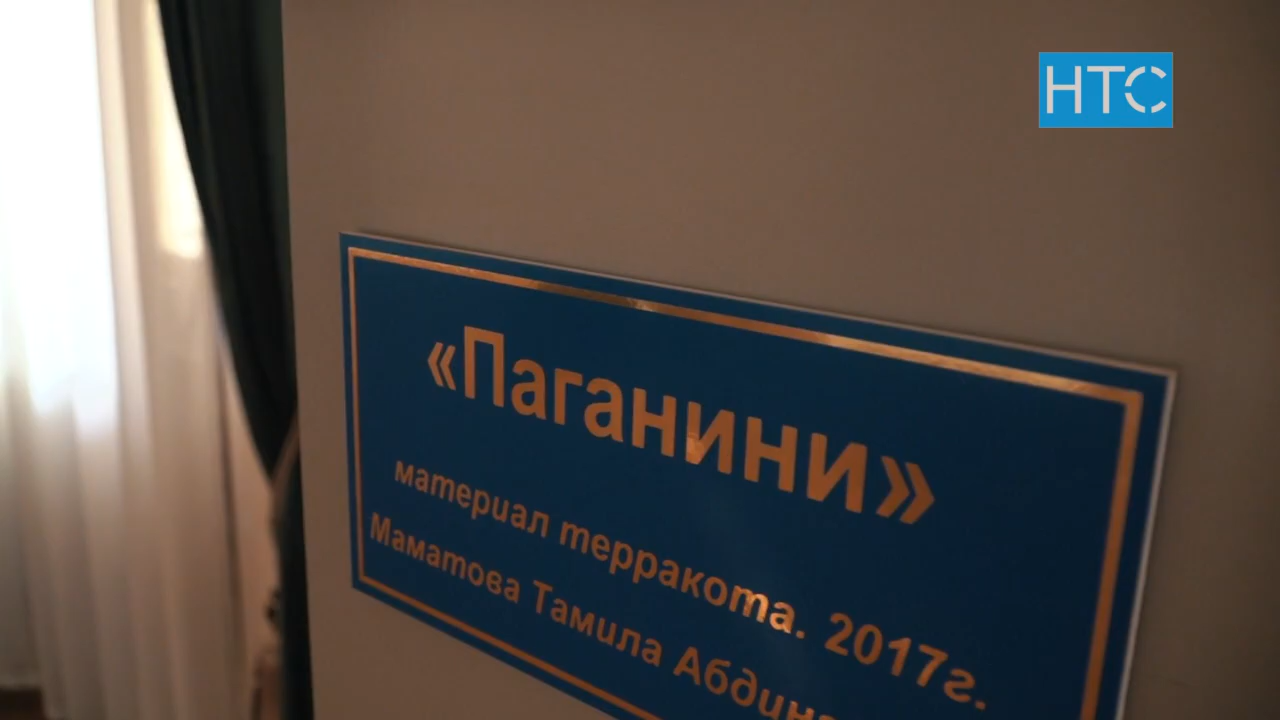 НТС
«Паганини»
материал терракота. 2017г.
Маматова Тамила